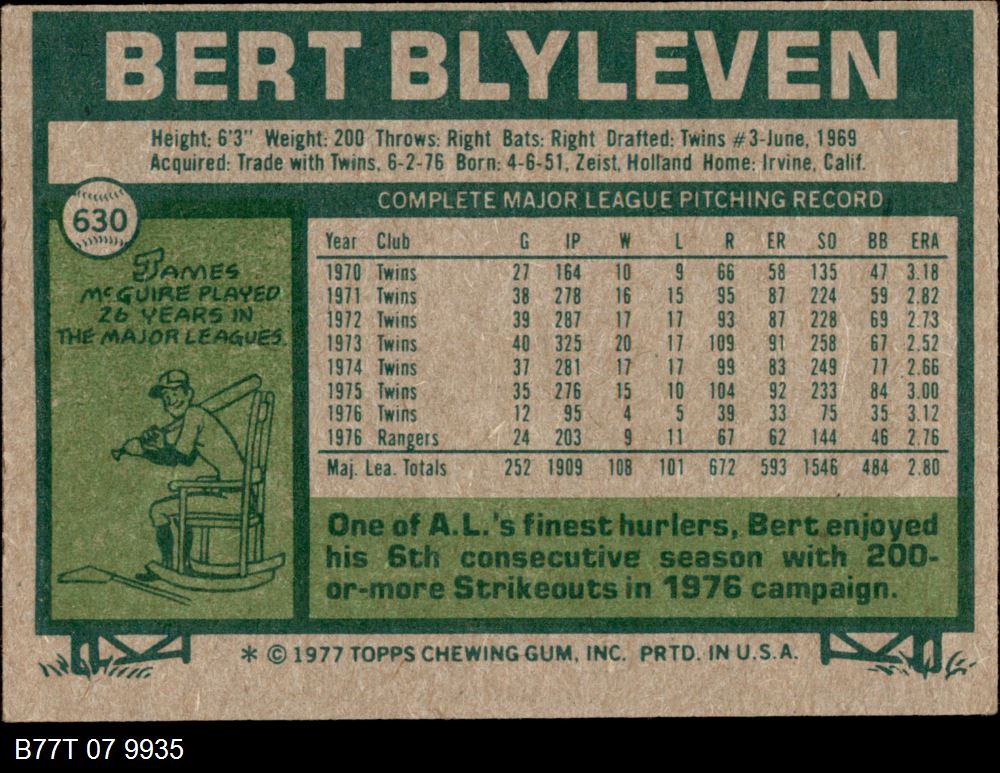 BERT BLYLEVEN
Height: 6'3" Weight: 200 Throws: Right Bats: Right Drafted: Twins #3-June, 1969
Acquired: Trade with Twins, 6-2-76 Born: 4-6-51, Zeist, Holland Home: Irvine, Calif.
630
JAMES
McGUIRE PLAYED
26 YEARS IN
THE MAJOR LEAGUES.
COMPLETE MAJOR LEAGUE PITCHING RECORD
Year Club G IP W L R ER SO BB ERA
1970 Twins 27 164 10 9 66 58 135 47 3.18
1971 Twins 38 278 16 15 95 87 224 59 2.82
1972 Twins 39 287 17 17 93 87 228 69 2.73
1973 Twins 40 325 20 17 109 91 258 67 2.52
1974 Twins 37 281 17 17 99 83 249 77 2.66
1975 Twins 35 276 15 10 104 92 233 84 3.00
1976 Twins 12 95 4 5 39 33 75 35 3.12
1976 Rangers 24 203 9 11 67 62 144 46 2.76
Maj. Lea. Totals 252 1909 108 101 672 593 1546 484 2.80
One of A.L.'s finest hurlers, Bert enjoyed
his 6th consecutive season with 200-
or-more Strikeouts in 1976 campaign.
* © 1977 TOPPS CHEWING GUM, INC. PRTD. IN U.S.A.
B77T 07 9935